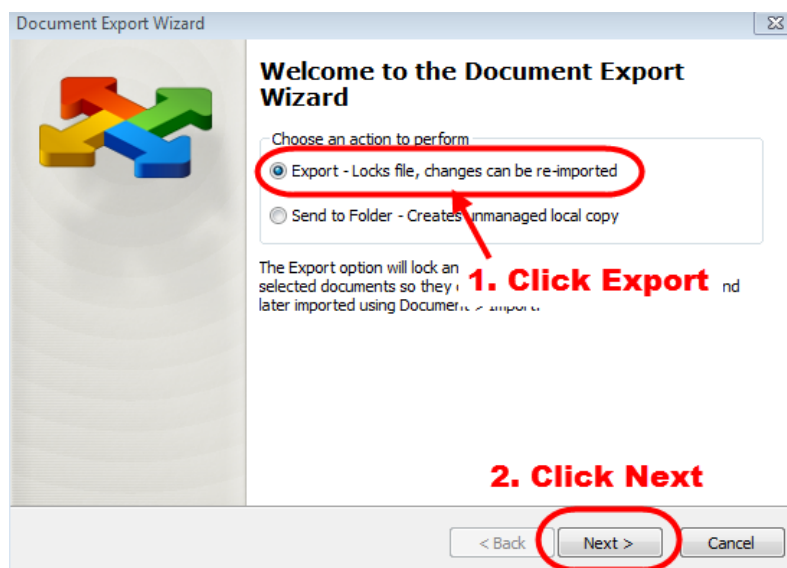 Document Export Wizard
Welcome to the Document Export
Wizard
Choose an action to perform
Export - Locks file, changes can be re-imported
Send to Folder - Creates unmanaged local copy
The Export option will lock an
selected documents so they
1. Click Export
nd
later imported using Document > Import.
2. Click Next
< Back
Next >
Cancel